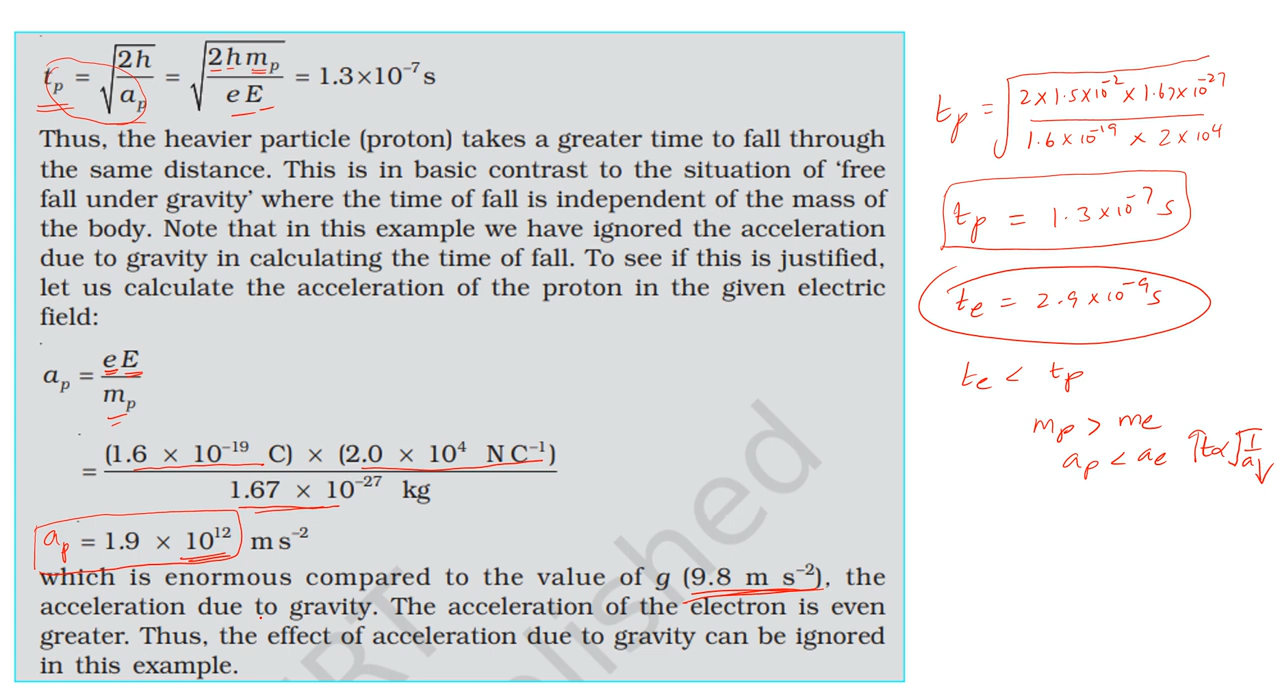 t_p = √(2h/a_p) = √(2 h m_p/e E) = 1.3×10⁻⁷ s
Thus, the heavier particle (proton) takes a greater time to fall through
the same distance. This is in basic contrast to the situation of ‘free
fall under gravity’ where the time of fall is independent of the mass of
the body. Note that in this example we have ignored the acceleration
due to gravity in calculating the time of fall. To see if this is justified,
let us calculate the acceleration of the proton in the given electric
field:
a_p = e E/m_p
= (1.6 × 10⁻¹⁹ C) × (2.0 × 10⁴ N C⁻¹)/1.67 × 10⁻²⁷ kg
a_p = 1.9 × 10¹² m s⁻²
which is enormous compared to the value of g (9.8 m s⁻²), the
acceleration due to gravity. The acceleration of the electron is even
greater. Thus, the effect of acceleration due to gravity can be ignored
in this example.
t_p = √(2 × 1.5×10⁻² × 1.67×10⁻²⁷/1.6 × 10⁻¹⁹ × 2 × 10⁴)
t_p = 1.3 × 10⁻⁷ s
t_e = 2.9 × 10⁻⁹ s
t_e < t_p
m_p > m_e
a_p < a_e ↑t ∝ √(1/a↓)